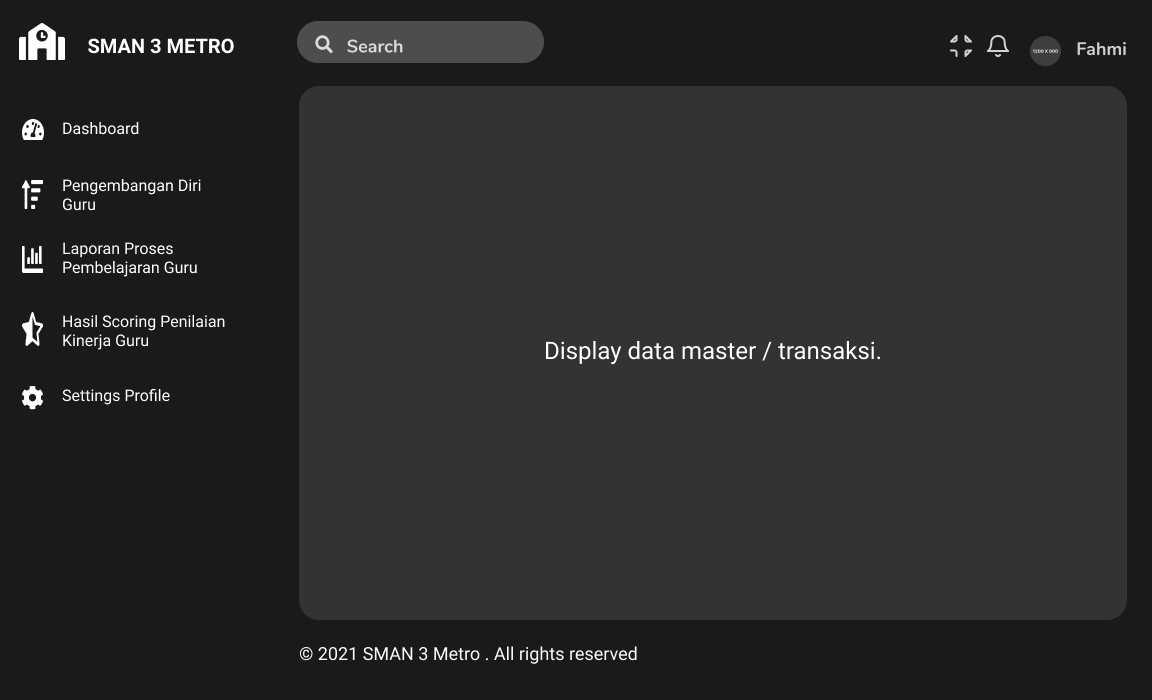 SMAN 3 METRO
Search
1200 X 900
Fahmi
Dashboard
Pengembangan Diri
Guru
Laporan Proses
Pembelajaran Guru
Hasil Scoring Penilaian
Kinerja Guru
Settings Profile
Display data master / transaksi.
© 2021 SMAN 3 Metro . All rights reserved